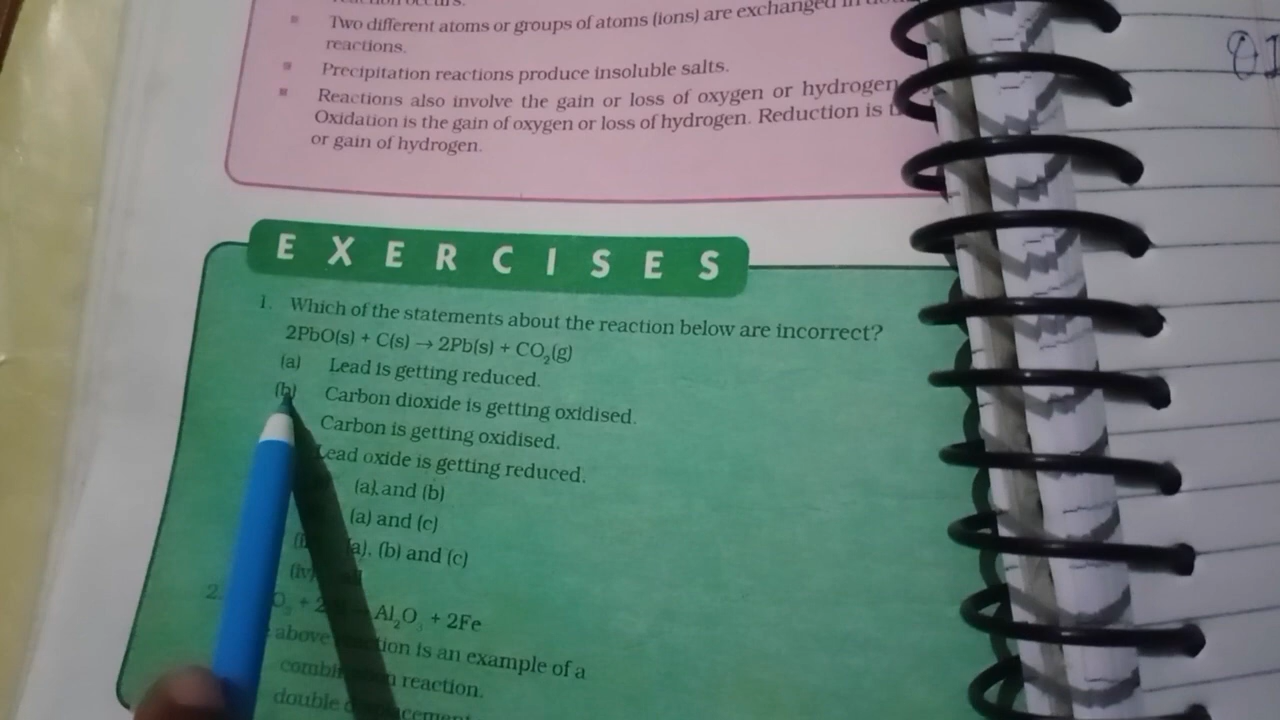 Two different atoms or groups of atoms (ions) are exchanged in
reactions.
Precipitation reactions produce insoluble salts.
Reactions also involve the gain or loss of oxygen or hydrogen
Oxidation is the gain of oxygen or loss of hydrogen. Reduction is
or gain of hydrogen.
EXERCISES
1. Which of the statements about the reaction below are incorrect?
2PbO(s) + C(s) → 2Pb(s) + CO₂(g)
(a) Lead is getting reduced.
(b) Carbon dioxide is getting oxidised.
Carbon is getting oxidised.
Lead oxide is getting reduced.
(a) and (b)
(a) and (c)
(a), (b) and (c)
(iv)
2. Al₂O₃ + 2Fe
above is an example of a
reaction.
double